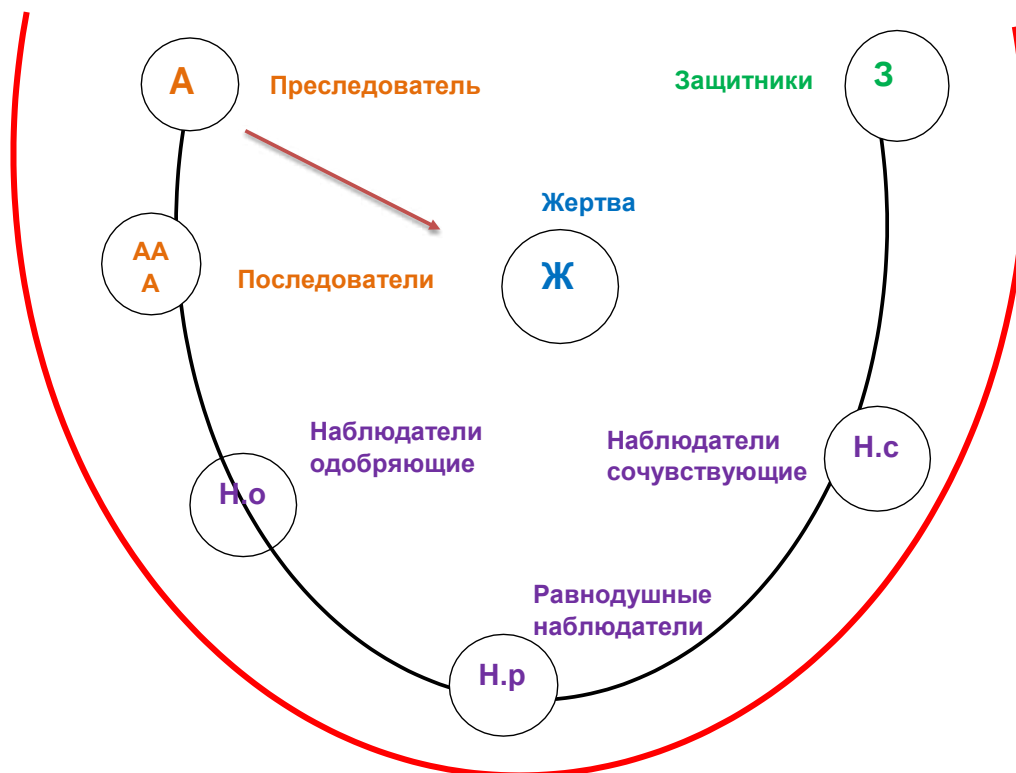 А
Преследователь
Защитники
З
Жертва
АА
А
Последователи
Ж
Наблюдатели
одобряющие
Наблюдатели
сочувствующие
Н.с
Н.о
Равнодушные
наблюдатели
Н.р